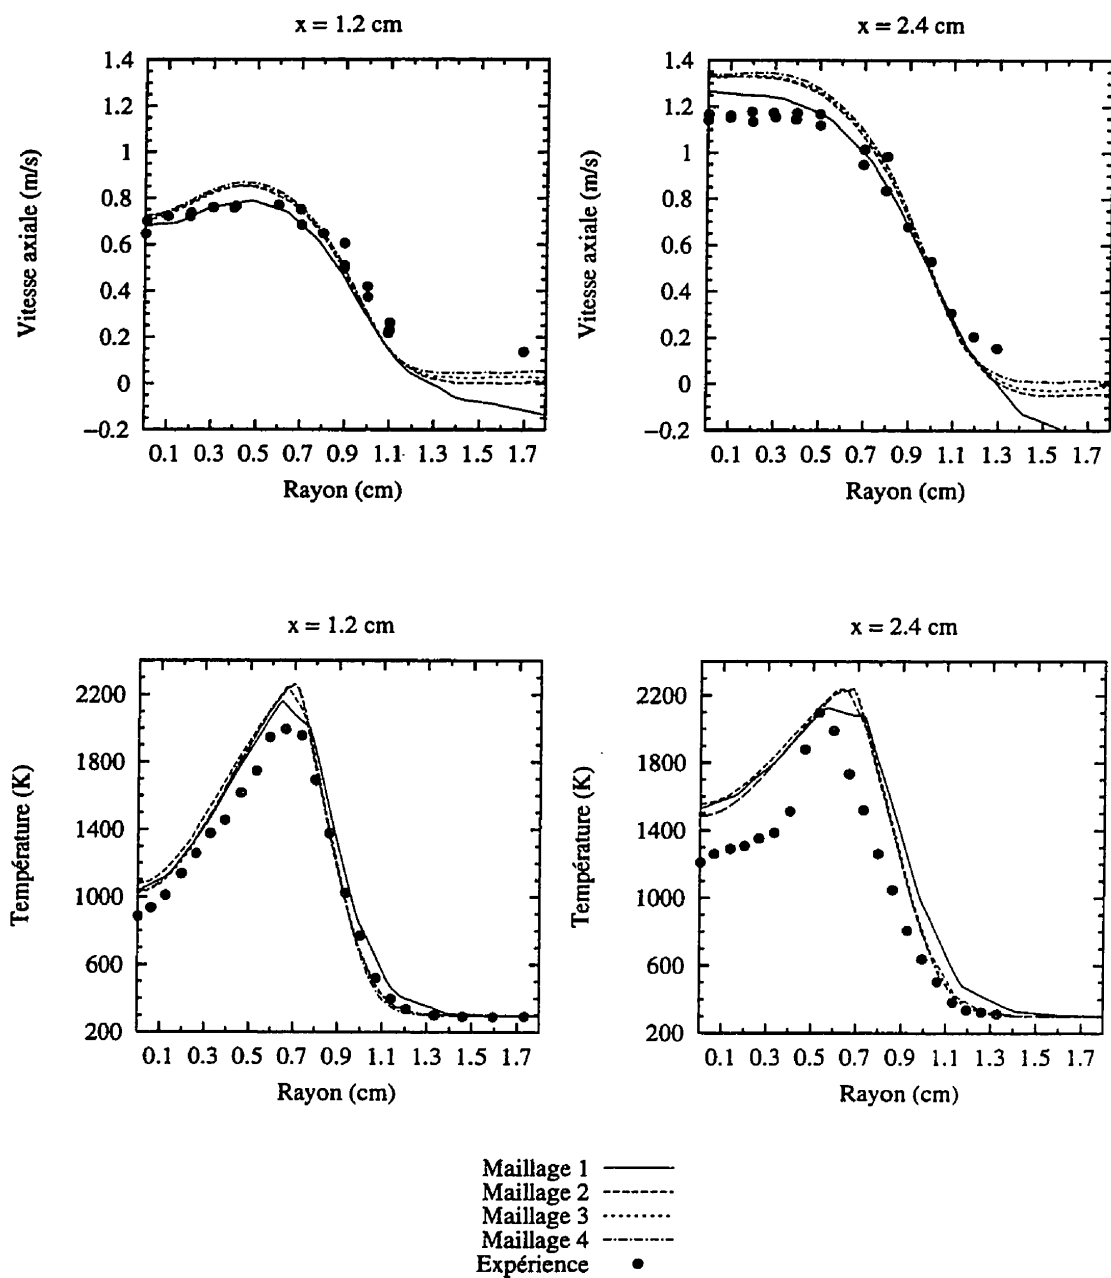 x = 1.2 cm
1.4
1.2
1
0.8
0.6
0.4
0.2
0
–0.2
Vitesse axiale (m/s)
0.1 0.3 0.5 0.7 0.9 1.1 1.3 1.5 1.7
Rayon (cm)
x = 2.4 cm
1.4
1.2
1
0.8
0.6
0.4
0.2
0
–0.2
Vitesse axiale (m/s)
0.1 0.3 0.5 0.7 0.9 1.1 1.3 1.5 1.7
Rayon (cm)
x = 1.2 cm
2200
1800
1400
1000
600
200
Température (K)
0.1 0.3 0.5 0.7 0.9 1.1 1.3 1.5 1.7
Rayon (cm)
x = 2.4 cm
2200
1800
1400
1000
600
200
Température (K)
0.1 0.3 0.5 0.7 0.9 1.1 1.3 1.5 1.7
Rayon (cm)
Maillage 1
Maillage 2
Maillage 3
Maillage 4
Expérience